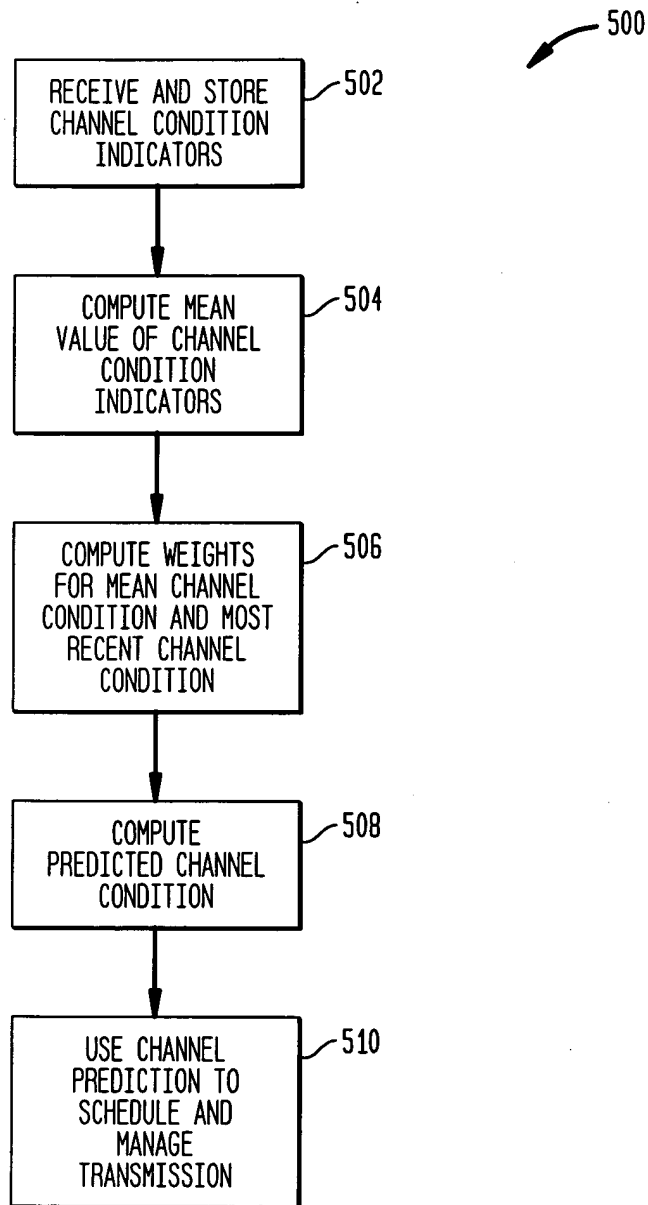 500
RECEIVE AND STORE
CHANNEL CONDITION
INDICATORS
502
COMPUTE MEAN
VALUE OF CHANNEL
CONDITION
INDICATORS
504
COMPUTE WEIGHTS
FOR MEAN CHANNEL
CONDITION AND MOST
RECENT CHANNEL
CONDITION
506
COMPUTE
PREDICTED CHANNEL
CONDITION
508
USE CHANNEL
PREDICTION TO
SCHEDULE AND
MANAGE
TRANSMISSION
510